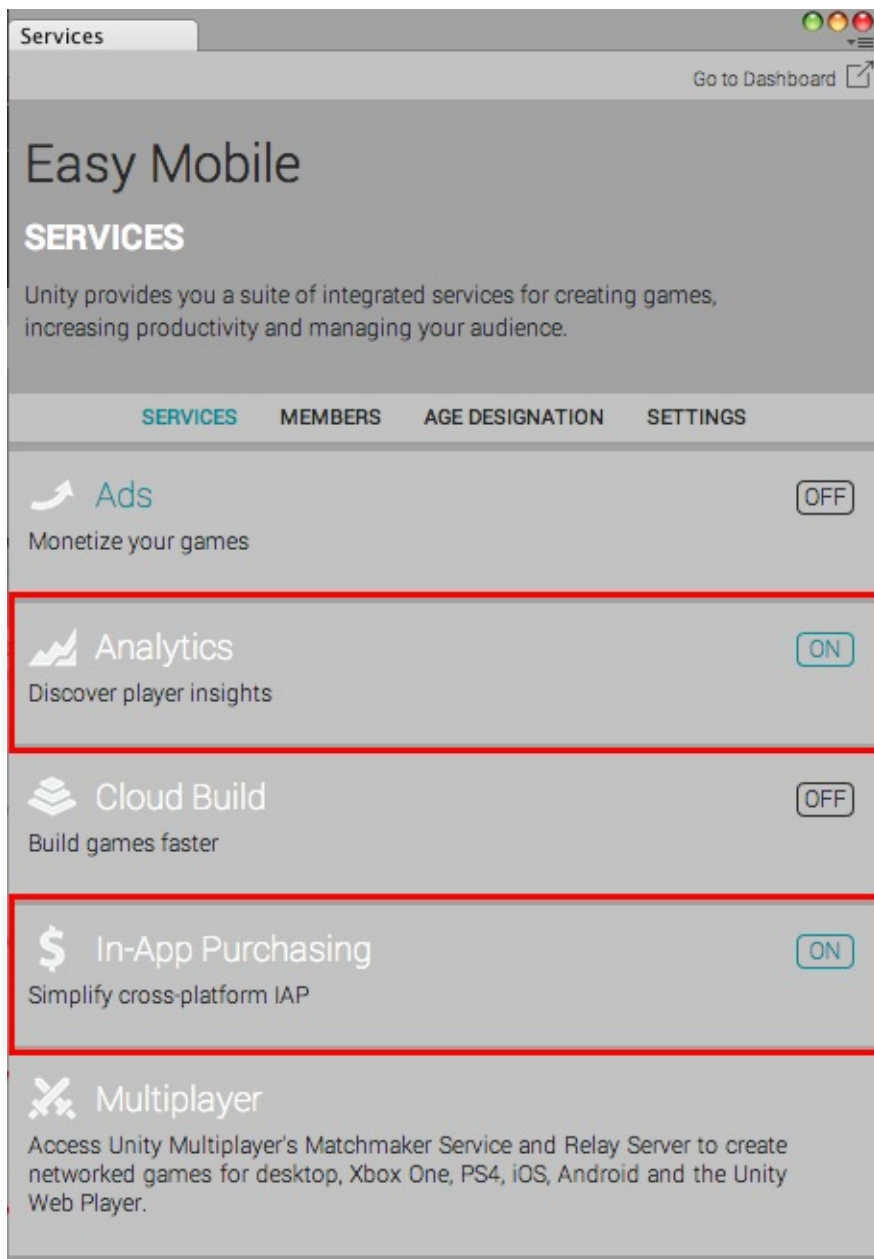 Services
Go to Dashboard
Easy Mobile
SERVICES
Unity provides you a suite of integrated services for creating games,
increasing productivity and managing your audience.
SERVICES MEMBERS AGE DESIGNATION SETTINGS
Ads OFF
Monetize your games
Analytics ON
Discover player insights
Cloud Build OFF
Build games faster
In-App Purchasing ON
Simplify cross-platform IAP
Multiplayer
Access Unity Multiplayer's Matchmaker Service and Relay Server to create
networked games for desktop, Xbox One, PS4, iOS, Android and the Unity
Web Player.